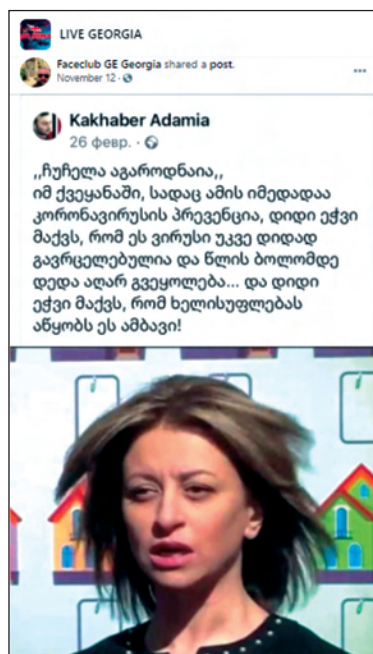 LIVE GEORGIA
Faceclub GE Georgia shared a post.
November 12 ·
Kakhaber Adamia
26 февр. ·
,,ჩუჩელა აგაროდნაია,,
იმ ქვეყანაში, სადაც ამის იმედადაა
კორონავირუსის პრევენცია, დიდი ეჭვი
მაქვს, რომ ეს ვირუსი უკვე დიდად
გავრცელებულია და წლის ბოლომდე
დედა აღარ გვეყოლება... და დიდი
ეჭვი მაქვს, რომ ხელისუფლებას
აწყობს ეს ამბავი!